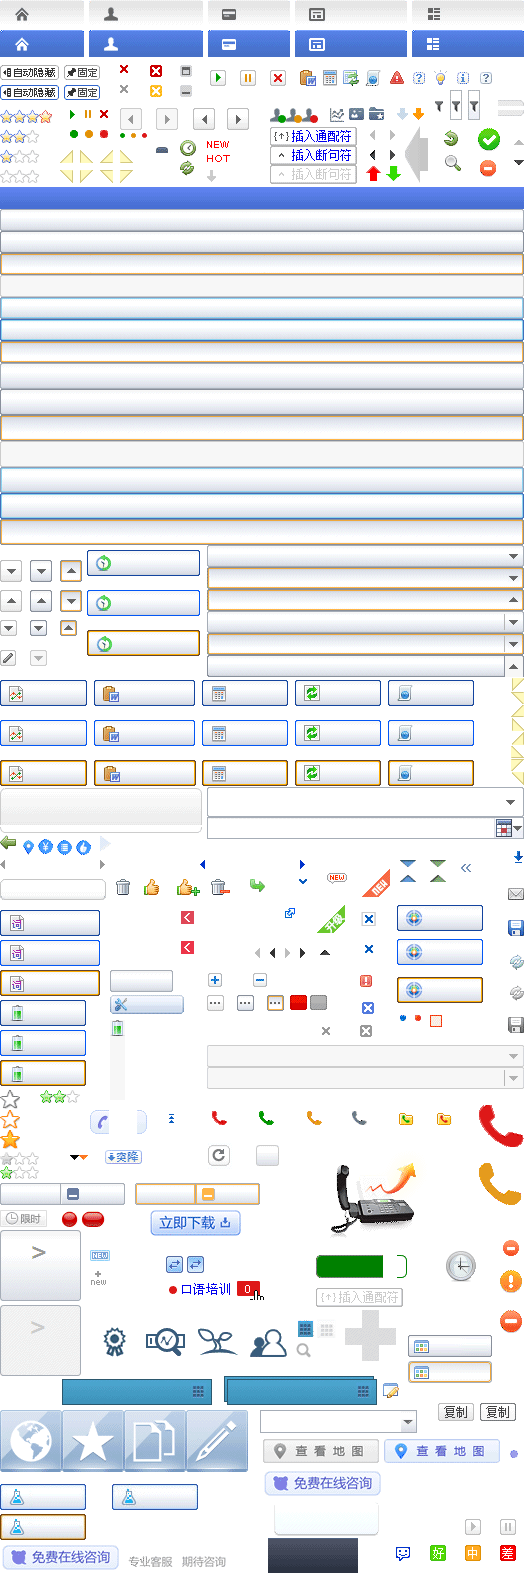 自动隐藏 固定
自动隐藏 固定
{↑}插入通配符
NEW
^ 插入断句符
HOT
^ 插入断句符
W
W
W
W
NEW
NEW
升级
词
词
词
突降
限时
立即下载
NEW
new
口语培训 0
{↑}插入通配符
复制 复制
查看地图 查看地图
免费在线咨询
免费在线咨询 专业客服 期待咨询
好 中 差